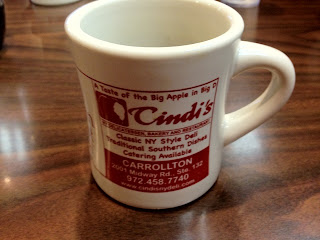 A Taste of the Big Apple in Big D
Cindi's
NY DELICATESSEN, BAKERY AND RESTAURANT
Classic NY Style Deli
Traditional Southern Dishes
Catering Available
CARROLLTON
2001 Midway Rd., Ste. 132
972.458.7740
www.cindisnydeli.com